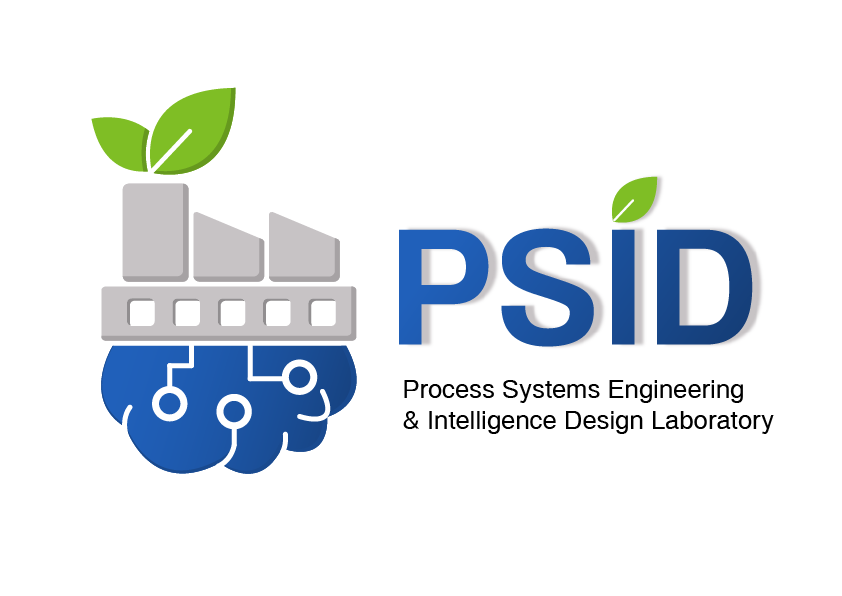 PSID
Process Systems Engineering
& Intelligence Design Laboratory